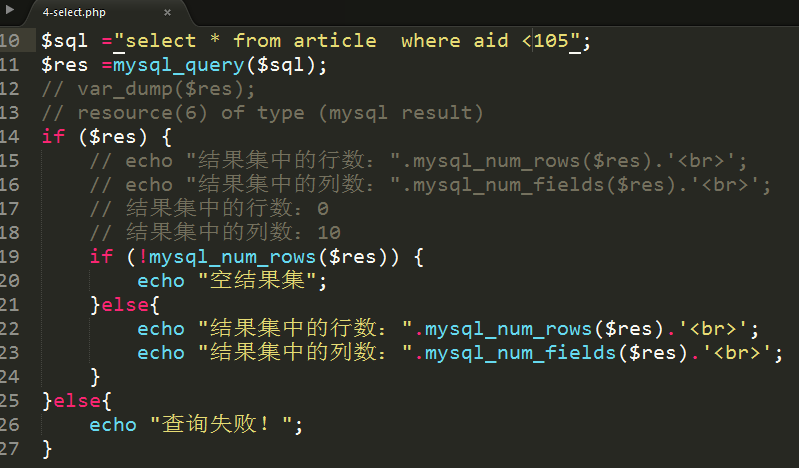 4-select.php ×
10 $sql ="select * from article  where aid <105";
11 $res =mysql_query($sql);
12 // var_dump($res);
13 // resource(6) of type (mysql result)
14 if ($res) {
15     // echo "结果集中的行数：".mysql_num_rows($res).'<br>';
16     // echo "结果集中的列数：".mysql_num_fields($res).'<br>';
17     // 结果集中的行数：0
18     // 结果集中的列数：10
19     if (!mysql_num_rows($res)) {
20         echo "空结果集";
21     }else{
22         echo "结果集中的行数：".mysql_num_rows($res).'<br>';
23         echo "结果集中的列数：".mysql_num_fields($res).'<br>';
24     }
25 }else{
26     echo "查询失败！";
27 }